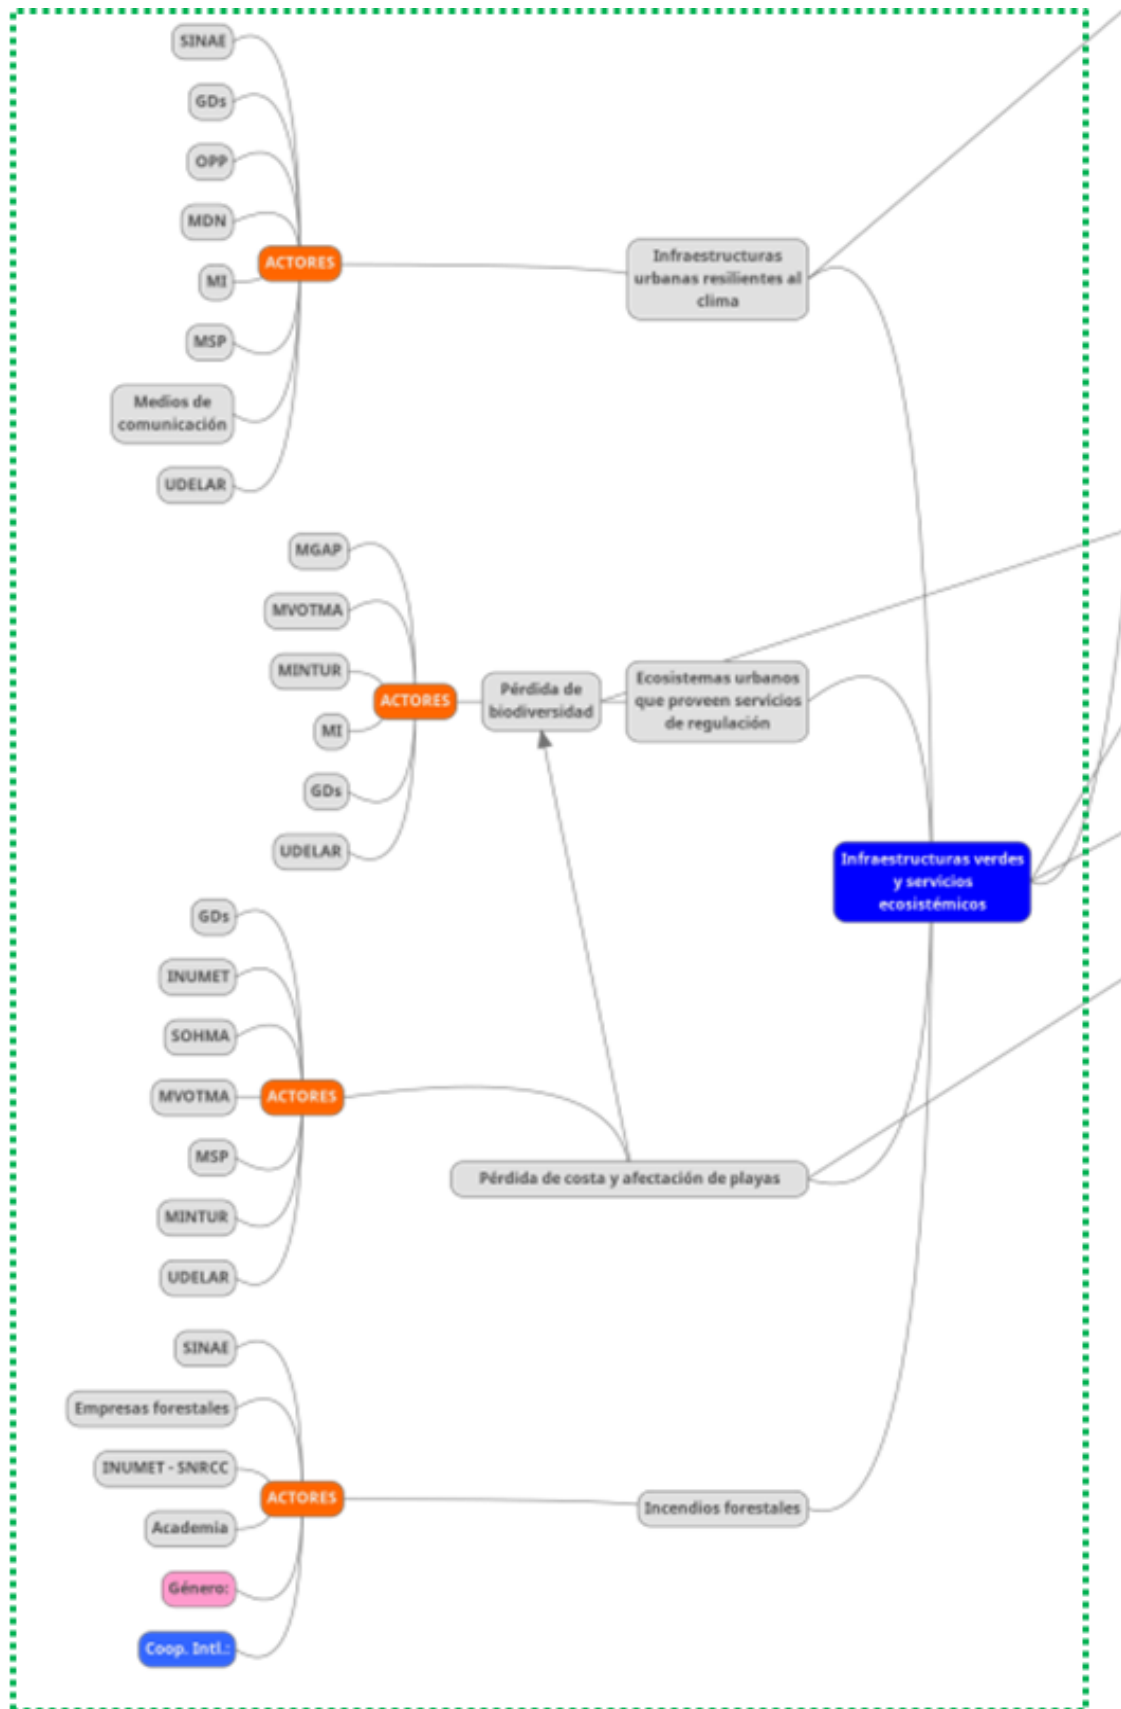 SINAE
GDs
OPP
MDN
MI
MSP
Medios de
comunicación
UDELAR
ACTORES
Infraestructuras
urbanas resilientes al
clima
MGAP
MVOTMA
MINTUR
MI
GDs
UDELAR
ACTORES
Pérdida de
biodiversidad
Ecosistemas urbanos
que proveen servicios
de regulación
Infraestructuras verdes
y servicios
ecosistémicos
GDs
INUMET
SOHMA
MVOTMA
MSP
MINTUR
UDELAR
ACTORES
Pérdida de costa y afectación de playas
SINAE
Empresas forestales
INUMET - SNRCC
Academia
Género:
Coop. Intl.:
ACTORES
Incendios forestales